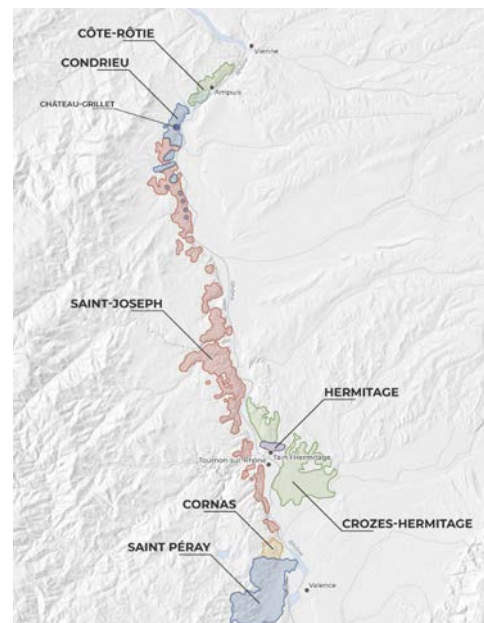 CÔTE-RÔTIE
Vienne
CONDRIEU
Ampuis
CHÂTEAU-GRILLET
SAINT-JOSEPH
HERMITAGE
Tournon-sur-Rhône
Tain l'Hermitage
CORNAS
CROZES-HERMITAGE
SAINT PÉRAY
Valence